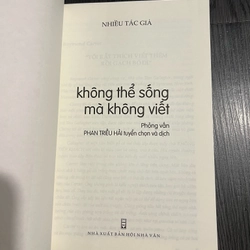 NHIỀU TÁC GIẢ
không thể sống
mà không viết
Phỏng vấn
PHAN TRIỀU HẢI tuyển chọn và dịch
NHÀ XUẤT BẢN HỘI NHÀ VĂN